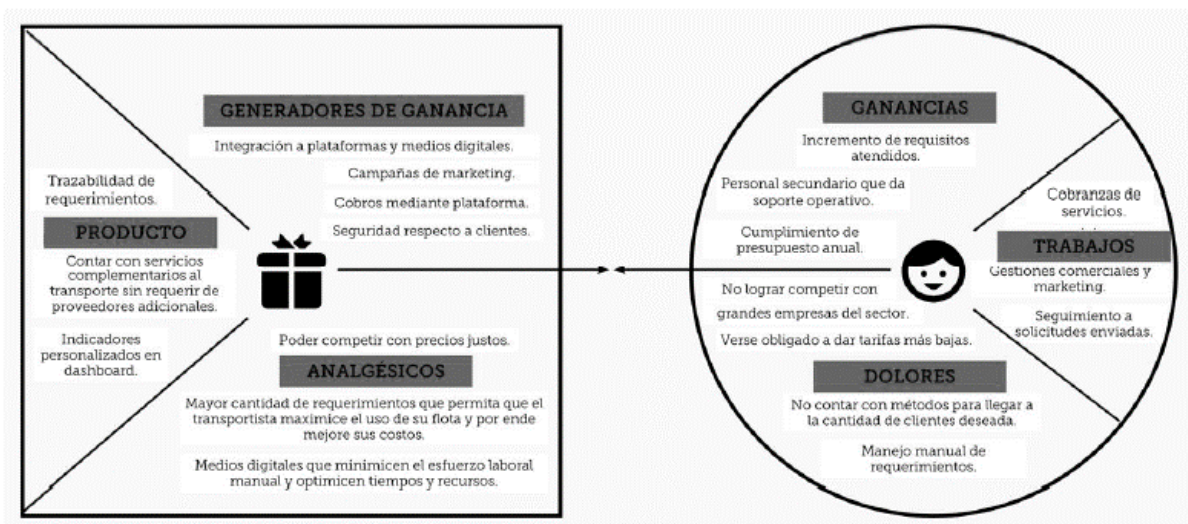 GENERADORES DE GANANCIA
Integración a plataformas y medios digitales.
Campañas de marketing.
Cobros mediante plataforma.
Seguridad respecto a clientes.
Trazabilidad de
requerimientos.
PRODUCTO
Contar con servicios
complementarios al
transporte sin requerir de
proveedores adicionales.
Indicadores
personalizados en
dashboard.
Poder competir con precios justos.
ANALGÉSICOS
Mayor cantidad de requerimientos que permita que el
transportista maximice el uso de su flota y por ende
mejore sus costos.
Medios digitales que minimicen el esfuerzo laboral
manual y optimicen tiempos y recursos.
GANANCIAS
Incremento de requisitos
atendidos.
Personal secundario que da
soporte operativo.
Cumplimiento de
presupuesto anual.
Cobranzas de
servicios.
TRABAJOS
Gestiones comerciales y
marketing.
Seguimiento a
solicitudes enviadas.
No lograr competir con
grandes empresas del sector.
Verse obligado a dar tarifas más bajas.
DOLORES
No contar con métodos para llegar a
la cantidad de clientes deseada.
Manejo manual de
requerimientos.